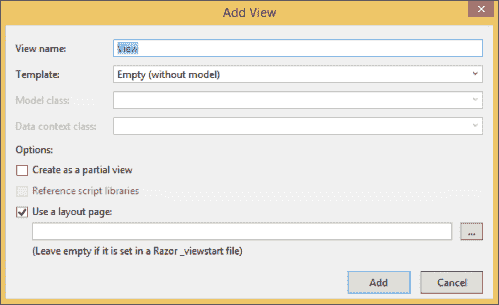 Add View
View name: View
Template: Empty (without model)
Model class:
Data context class:
Options:
Create as a partial view
Reference script libraries
Use a layout page:
...
(Leave empty if it is set in a Razor _viewstart file)
Add Cancel